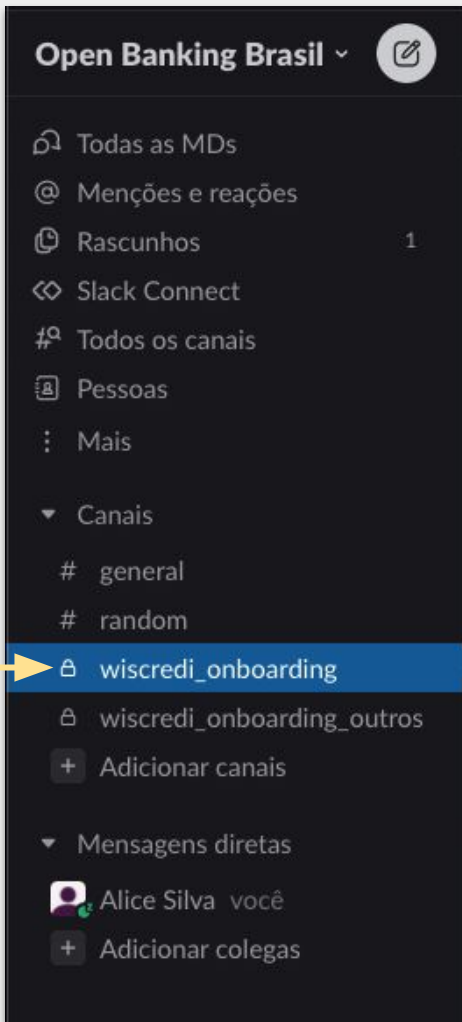 Open Banking Brasil
Todas as MDs
@ Menções e reações
Rascunhos 1
Slack Connect
Todos os canais
Pessoas
Mais
Canais
# general
# random
wiscredi_onboarding
wiscredi_onboarding_outros
+ Adicionar canais
Mensagens diretas
Alice Silva você
+ Adicionar colegas